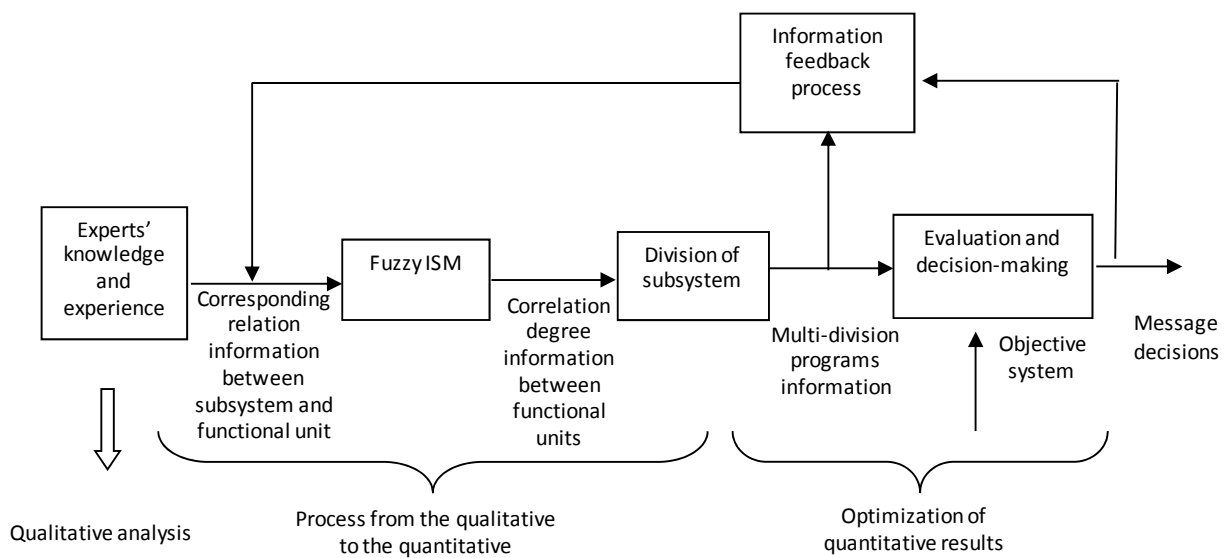 Information
feedback
process
Experts’
knowledge
and
experience
Fuzzy ISM
Division of
subsystem
Evaluation and
decision-making
Corresponding
relation
information
between
subsystem and
functional unit
Correlation
degree
information
between
functional
units
Multi-division
programs
information
Objective
system
Message
decisions
Qualitative analysis
Process from the qualitative
to the quantitative
Optimization of
quantitative results